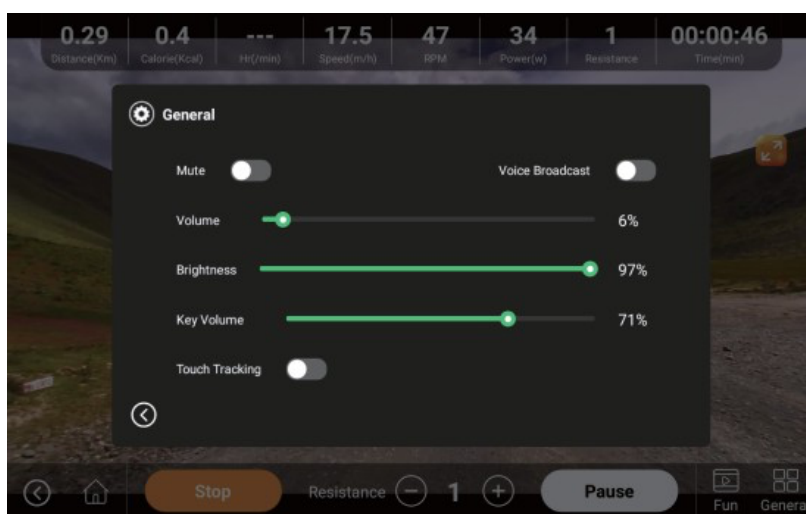 0.29 0.4 --- 17.5 47 34 1 00:00:46
Distance(Km) Calorie(Kcal) Hr(/min) Speed(m/h) RPM Power(w) Resistance Time(min)
General
Mute Voice Broadcast
Volume 6%
Brightness 97%
Key Volume 71%
Touch Tracking
Stop Resistance 1 Pause
Fun General